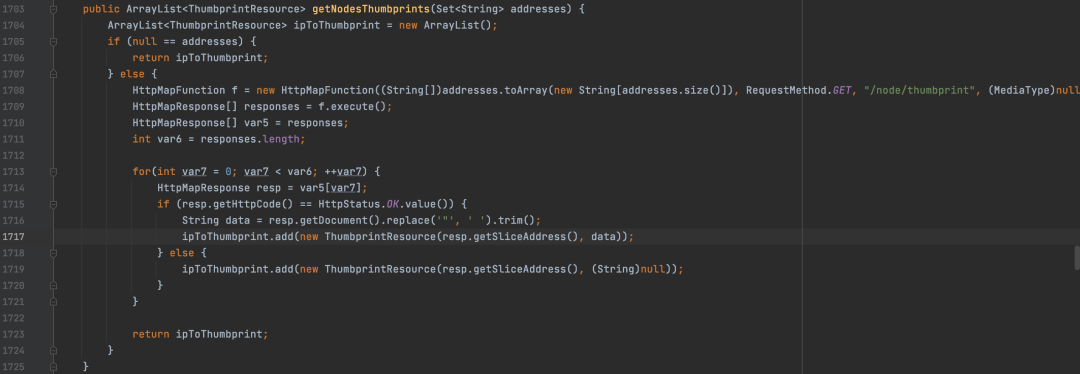 1703 public ArrayList<ThumbprintResource> getNodesThumbprints(Set<String> addresses) {
1704 ArrayList<ThumbprintResource> ipToThumbprint = new ArrayList();
1705 if (null == addresses) {
1706 return ipToThumbprint;
1707 } else {
1708 HttpMapFunction f = new HttpMapFunction((String[])addresses.toArray(new String[addresses.size()]), RequestMethod.GET, "/node/thumbprint", (MediaType)null
1709 HttpMapResponse[] responses = f.execute();
1710 HttpMapResponse[] var5 = responses;
1711 int var6 = responses.length;
1712
1713 for(int var7 = 0; var7 < var6; ++var7) {
1714 HttpMapResponse resp = var5[var7];
1715 if (resp.getHttpCode() == HttpStatus.OK.value()) {
1716 String data = resp.getDocument().replace('"', ' ').trim();
1717 ipToThumbprint.add(new ThumbprintResource(resp.getSliceAddress(), data));
1718 } else {
1719 ipToThumbprint.add(new ThumbprintResource(resp.getSliceAddress(), (String)null));
1720 }
1721 }
1722
1723 return ipToThumbprint;
1724 }
1725 }